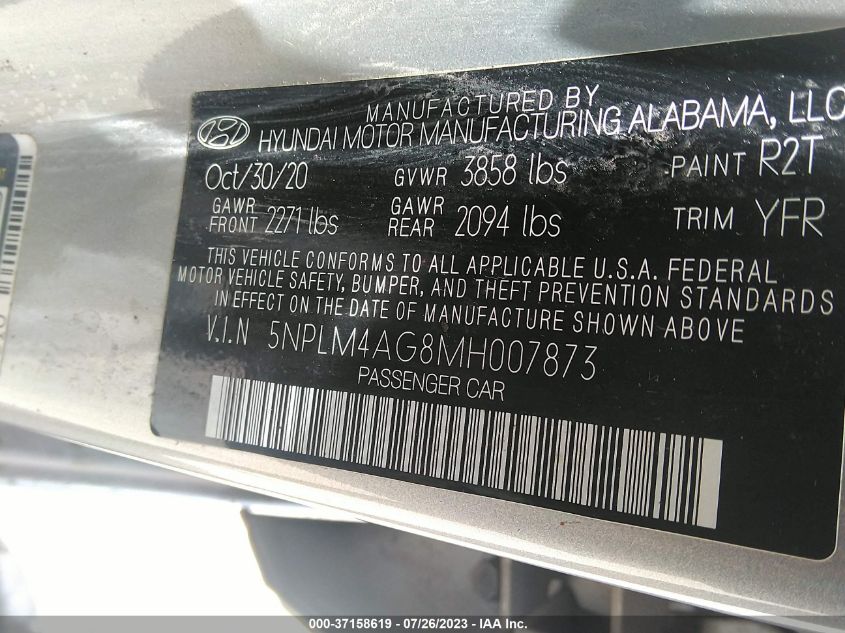 MANUFACTURED BY
HYUNDAI MOTOR MANUFACTURING ALABAMA, LLC
Oct/30/20 GVWR 3858 lbs PAINT R2T
GAWR FRONT 2271 lbs GAWR REAR 2094 lbs TRIM YFR
THIS VEHICLE CONFORMS TO ALL APPLICABLE U.S.A. FEDERAL
MOTOR VEHICLE SAFETY, BUMPER, AND THEFT PREVENTION STANDARDS
IN EFFECT ON THE DATE OF MANUFACTURE SHOWN ABOVE
V.I.N 5NPLM4AG8MH007873
PASSENGER CAR
000-37158619 / 07/26/2023 - IAA Inc.